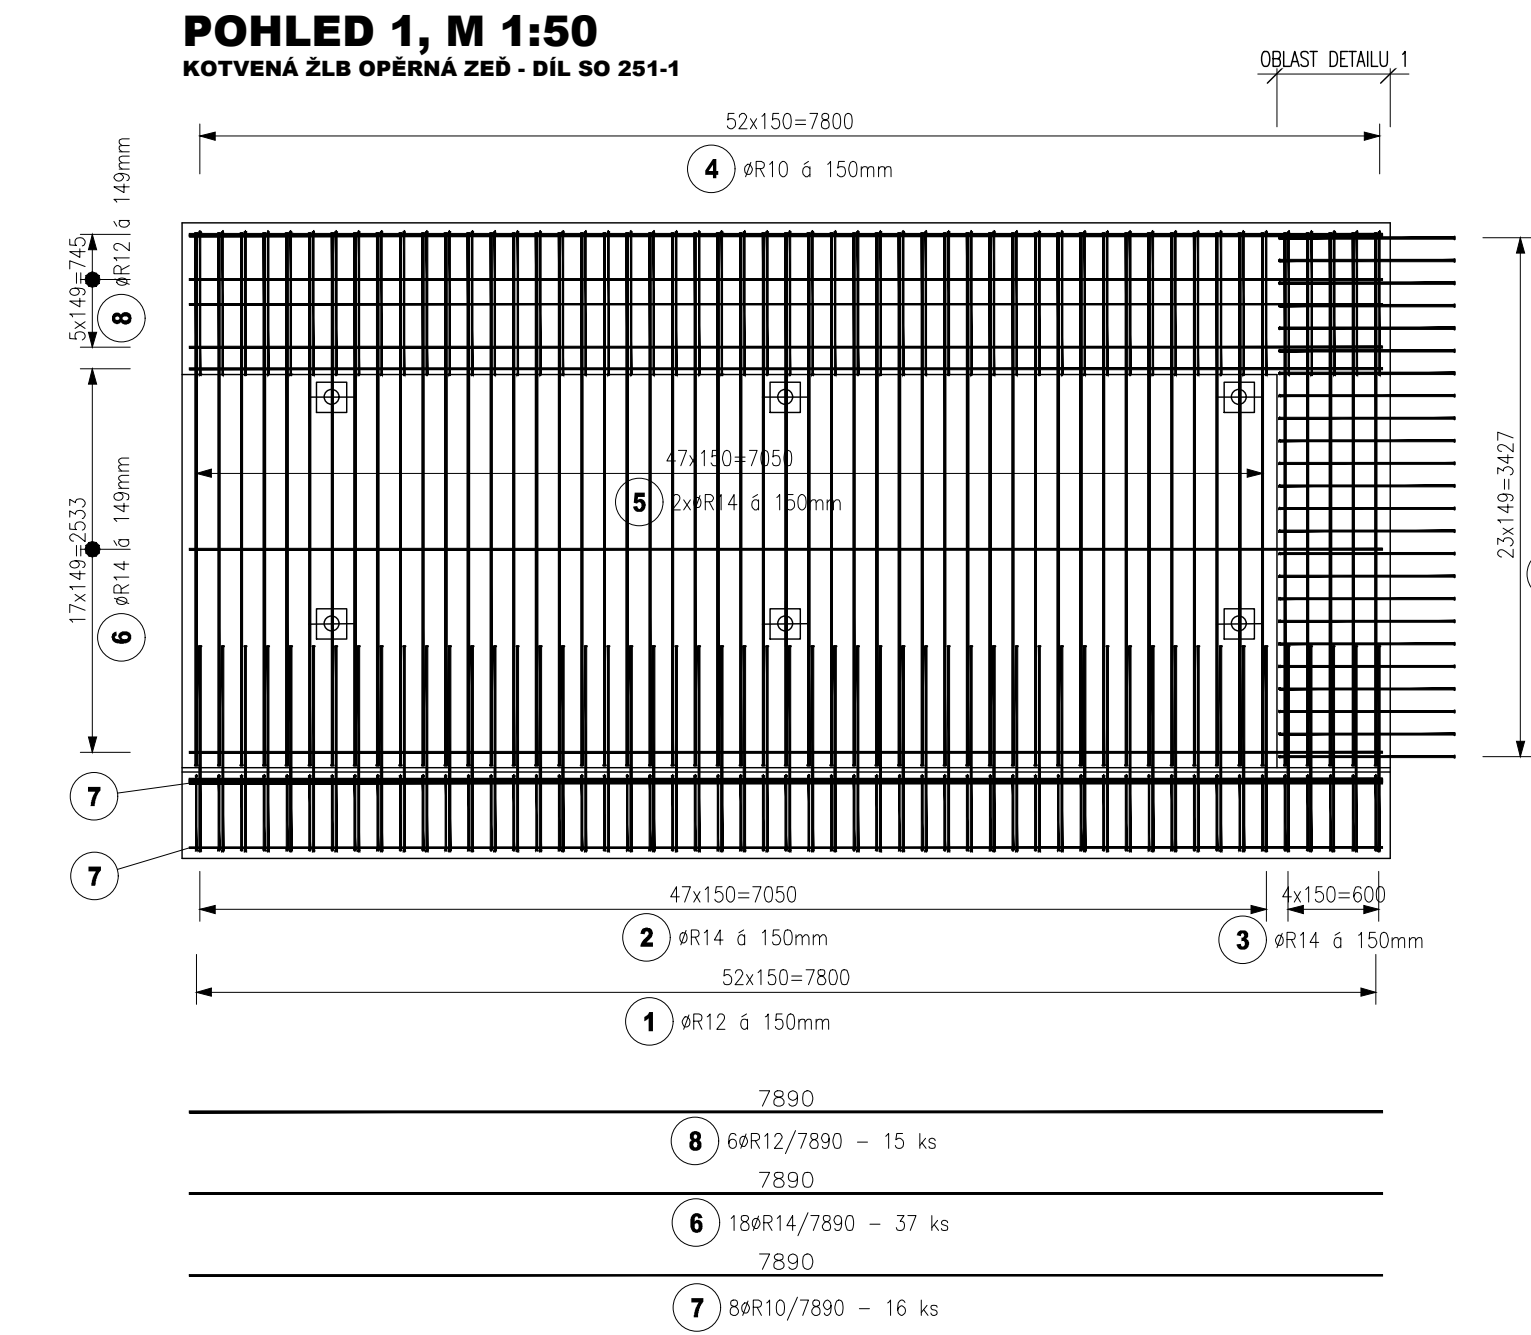 POHLED 1, M 1:50
KOTVENÁ ŽLB OPĚRNÁ ZEĎ - DÍL SO 251-1
OBLAST DETAILU 1
52x150=7800
4 øR10 á 150mm
5x149=745
8 øR12 á 149mm
47x150=7050
5 2xøR14 á 150mm
17x149=2533
6 øR14 á 149mm
23x149=3427
7
7
47x150=7050
4x150=600
2 øR14 á 150mm
3 øR14 á 150mm
52x150=7800
1 øR12 á 150mm
7890
8 6øR12/7890 - 15 ks
7890
6 18øR14/7890 - 37 ks
7890
7 8øR10/7890 - 16 ks